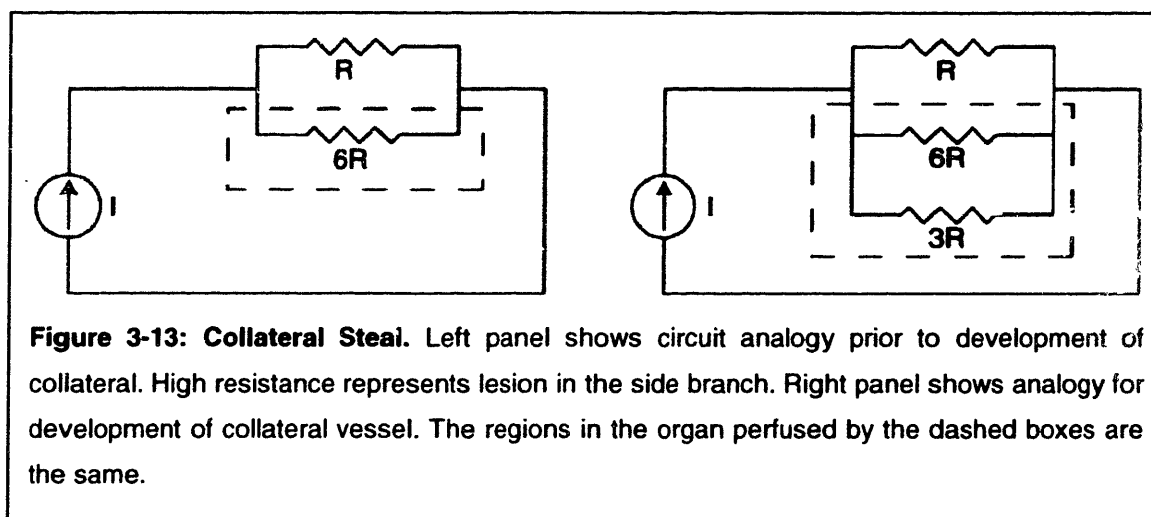 R
6R
I
R
6R
3R
I
Figure 3-13: Collateral Steal. Left panel shows circuit analogy prior to development of
collateral. High resistance represents lesion in the side branch. Right panel shows analogy for
development of collateral vessel. The regions in the organ perfused by the dashed boxes are
the same.